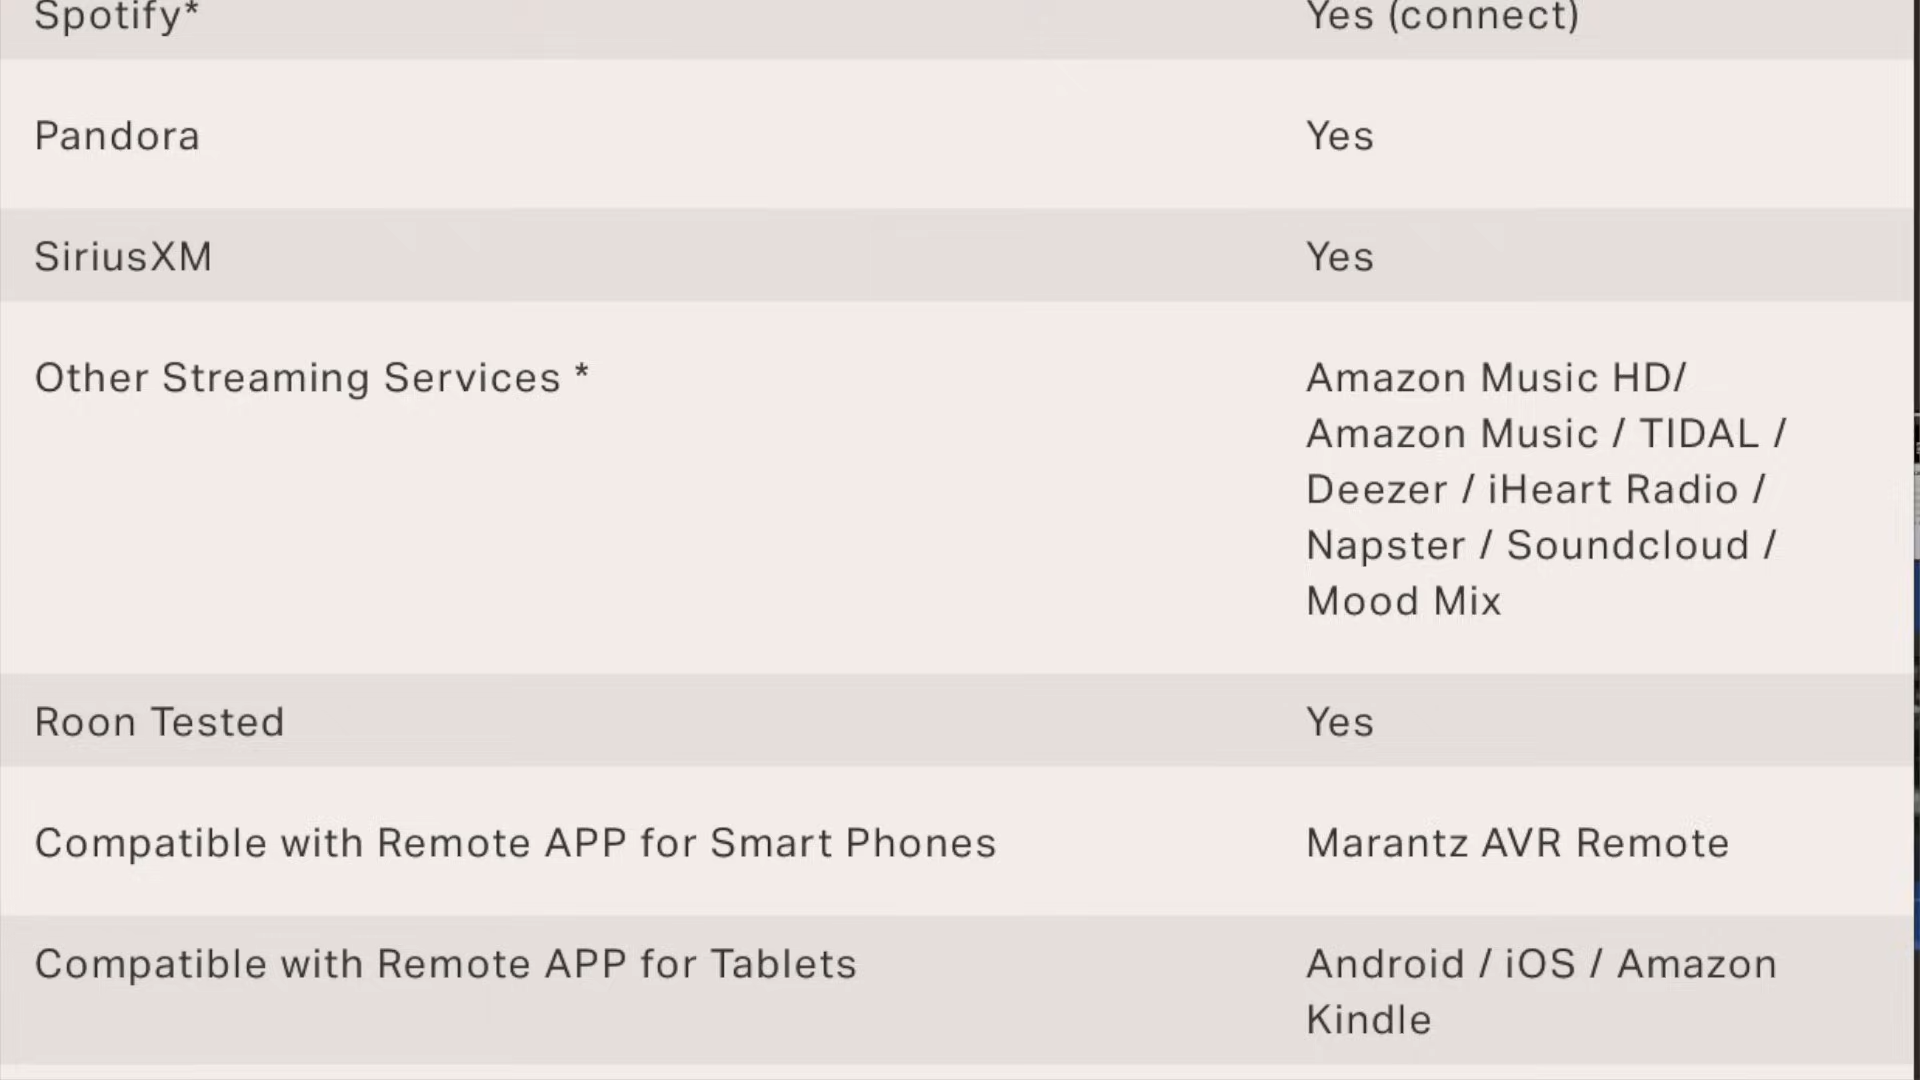 Spotify* Yes (connect)
Pandora Yes
SiriusXM Yes
Other Streaming Services * Amazon Music HD/
Amazon Music / TIDAL /
Deezer / iHeart Radio /
Napster / Soundcloud /
Mood Mix
Roon Tested Yes
Compatible with Remote APP for Smart Phones Marantz AVR Remote
Compatible with Remote APP for Tablets Android / iOS / Amazon
Kindle